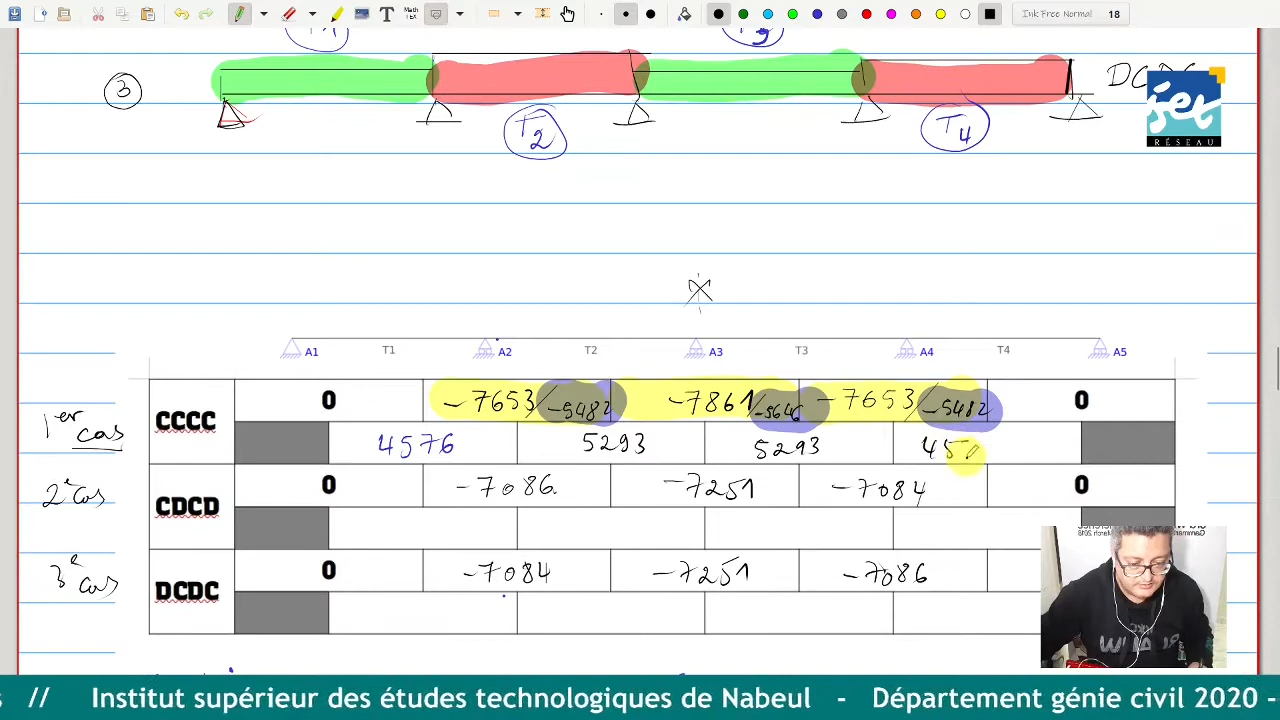 Ink Free Normal 18
3
T2
T4
jset
RÉSEAU
A1 T1 A2 T2 A3 T3 A4 T4 A5
1er cas
CCCC 0 -7653/-5482 -7861/-5646 -7653/-5482 0
4576 5293 5293
2e cas
CDCD 0 -7086 -7251 -7084 0
3e cas
DCDC 0 -7084 -7251 -7086
s // Institut supérieur des études technologiques de Nabeul - Département génie civil 2020 -